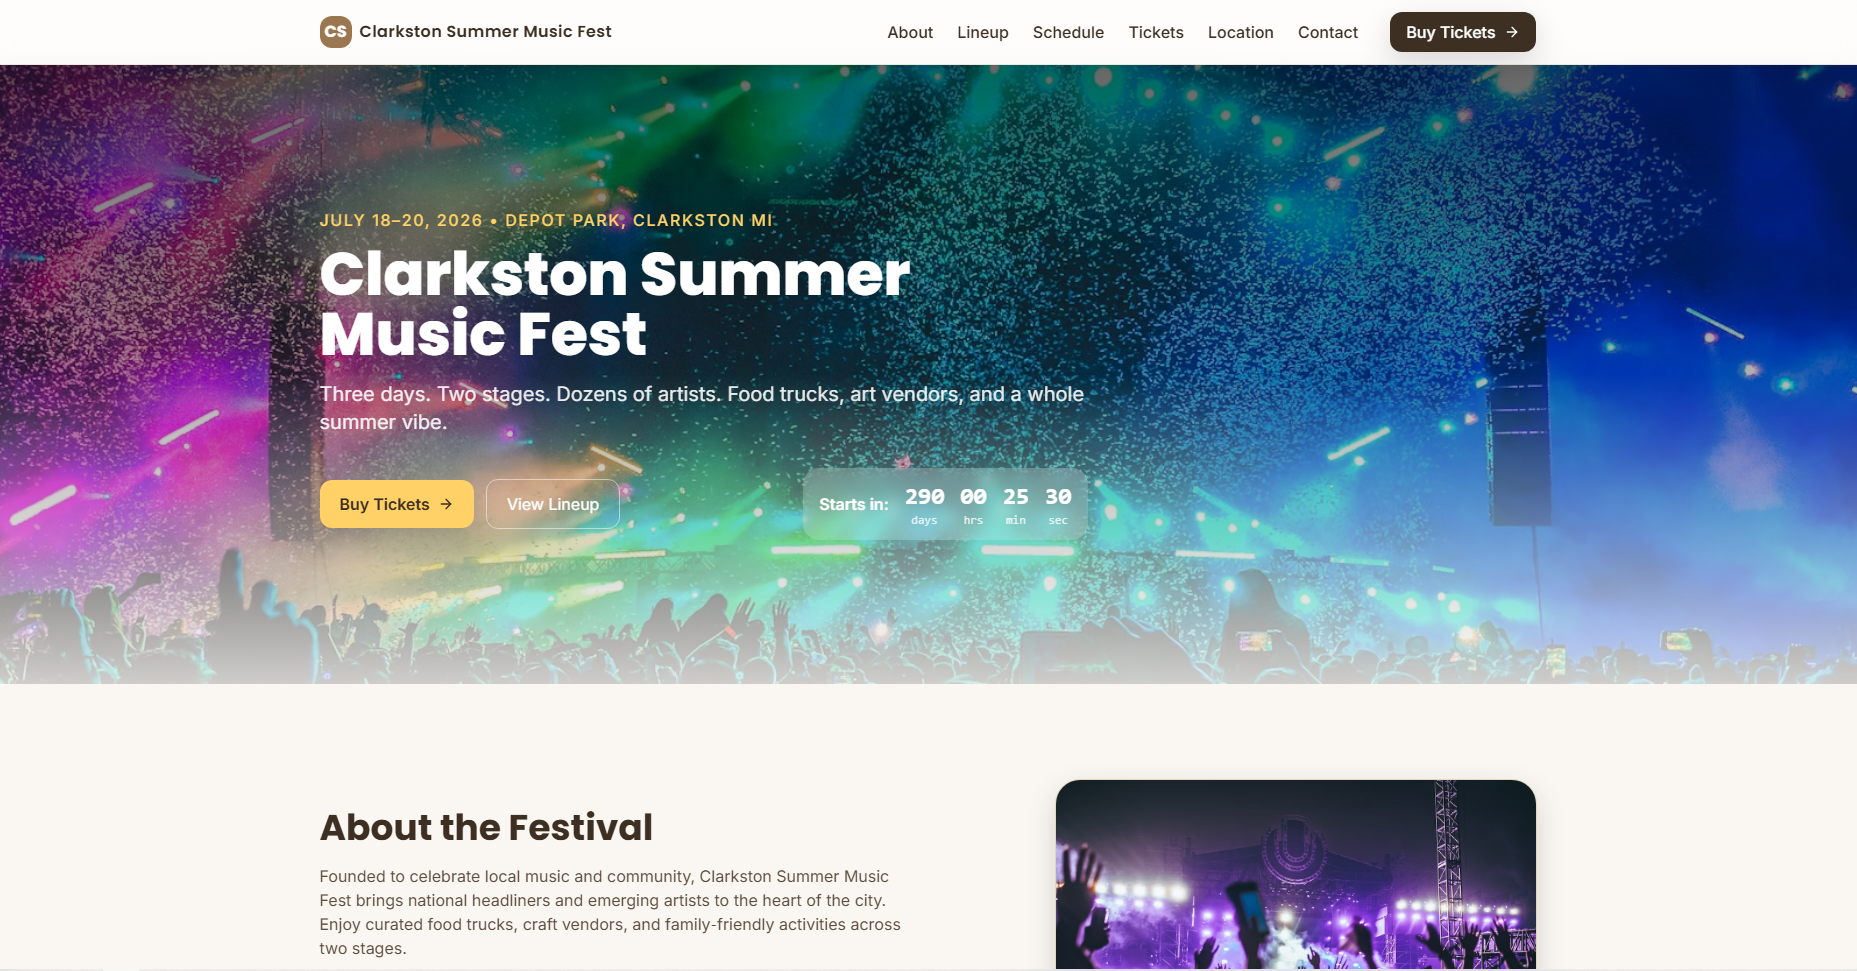 CS Clarkston Summer Music Fest
About Lineup Schedule Tickets Location Contact Buy Tickets →
JULY 18–20, 2026 • DEPOT PARK, CLARKSTON MI
Clarkston Summer
Music Fest
Three days. Two stages. Dozens of artists. Food trucks, art vendors, and a whole
summer vibe.
Buy Tickets →
View Lineup
Starts in: 290 00 25 30
days hrs min sec
About the Festival
Founded to celebrate local music and community, Clarkston Summer Music
Fest brings national headliners and emerging artists to the heart of the city.
Enjoy curated food trucks, craft vendors, and family-friendly activities across
two stages.